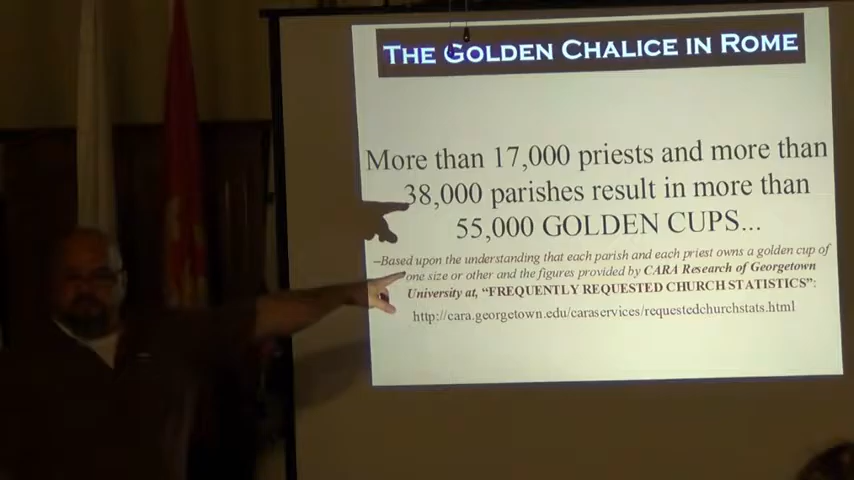 THE GOLDEN CHALICE IN ROME
More than 17,000 priests and more than
38,000 parishes result in more than
55,000 GOLDEN CUPS...
–Based upon the understanding that each parish and each priest owns a golden cup of
one size or other and the figures provided by CARA Research of Georgetown
University at, “FREQUENTLY REQUESTED CHURCH STATISTICS”:
http://cara.georgetown.edu/caraservices/requestedchurchstats.html